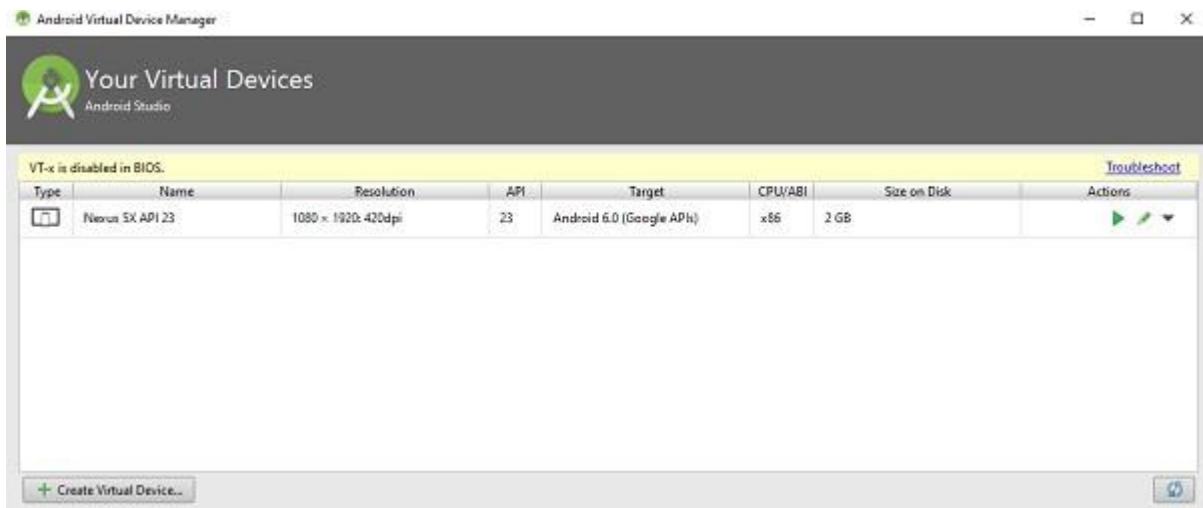 Android Virtual Device Manager
Your Virtual Devices
Android Studio
VT-x is disabled in BIOS. Troubleshoot
Type Name Resolution API Target CPU/ABI Size on Disk Actions
Nexus 5X API 23 1080 × 1920: 420dpi 23 Android 6.0 (Google APIs) x86 2 GB
Create Virtual Device...